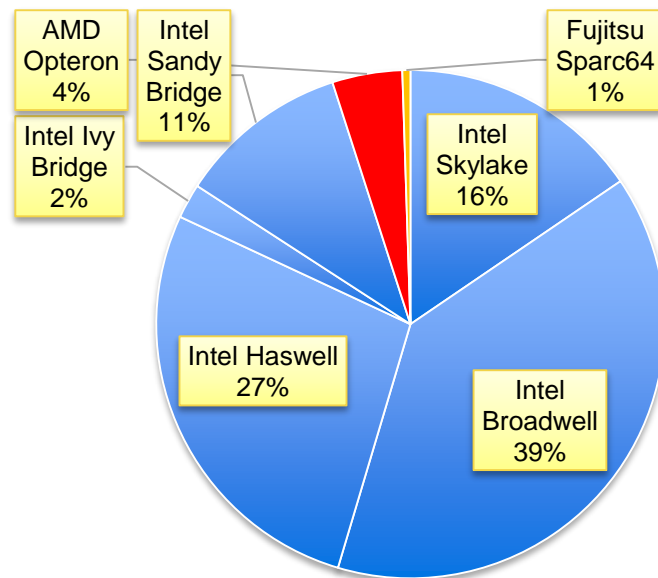 AMD
Opteron
4%
Intel
Sandy
Bridge
11%
Fujitsu
Sparc64
1%
Intel Ivy
Bridge
2%
Intel
Skylake
16%
Intel Haswell
27%
Intel
Broadwell
39%